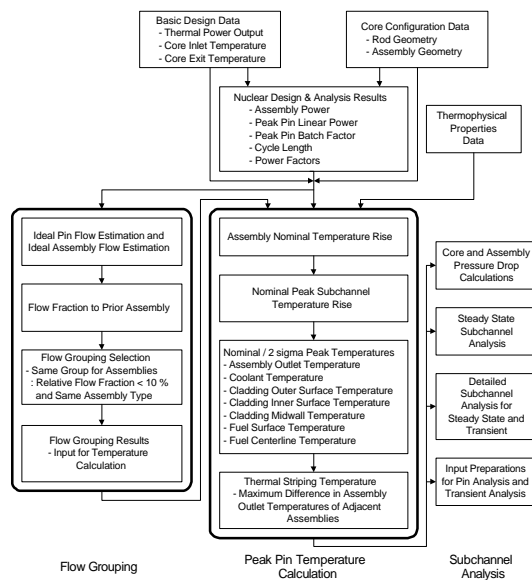 Basic Design Data
- Thermal Power Output
- Core Inlet Temperature
- Core Exit Temperature
Core Configuration Data
- Rod Geometry
- Assembly Geometry
Nuclear Design & Analysis Results
- Assembly Power
- Peak Pin Linear Power
- Peak Pin Batch Factor
- Cycle Length
- Power Factors
Thermophysical
Properties
Data
Ideal Pin Flow Estimation and
Ideal Assembly Flow Estimation
Flow Fraction to Prior Assembly
Flow Grouping Selection
- Same Group for Assemblies
: Relative Flow Fraction < 10 %
and Same Assembly Type
Flow Grouping Results
- Input for Temperature
Calculation
Assembly Nominal Temperature Rise
Nominal Peak Subchannel
Temperature Rise
Nominal / 2 sigma Peak Temperatures
- Assembly Outlet Temperature
- Coolant Temperature
- Cladding Outer Surface Temperature
- Cladding Inner Surface Temperature
- Cladding Midwall Temperature
- Fuel Surface Temperature
- Fuel Centerline Temperature
Thermal Striping Temperature
- Maximum Difference in Assembly
Outlet Temperatures of Adjacent
Assemblies
Core and Assembly
Pressure Drop
Calculations
Steady State
Subchannel
Analysis
Detailed
Subchannel
Analysis for
Steady State and
Transient
Input Preparations
for Pin Analysis and
Transient Analysis
Flow Grouping
Peak Pin Temperature
Calculation
Subchannel
Analysis